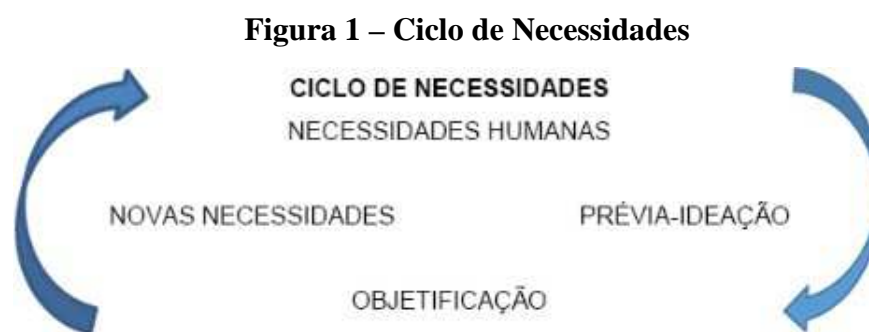 Figura 1 – Ciclo de Necessidades
CICLO DE NECESSIDADES
NECESSIDADES HUMANAS
NOVAS NECESSIDADES PRÉVIA-IDEAÇÃO
OBJETIFICAÇÃO